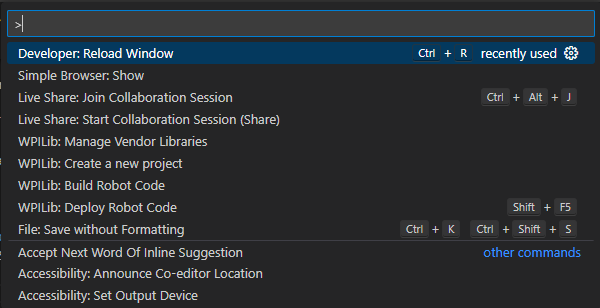 >
Developer: Reload Window Ctrl + R recently used
Simple Browser: Show
Live Share: Join Collaboration Session Ctrl + Alt + J
Live Share: Start Collaboration Session (Share)
WPILib: Manage Vendor Libraries
WPILib: Create a new project
WPILib: Build Robot Code
WPILib: Deploy Robot Code Shift + F5
File: Save without Formatting Ctrl + K Ctrl + Shift + S
Accept Next Word Of Inline Suggestion other commands
Accessibility: Announce Co-editor Location
Accessibility: Set Output Device